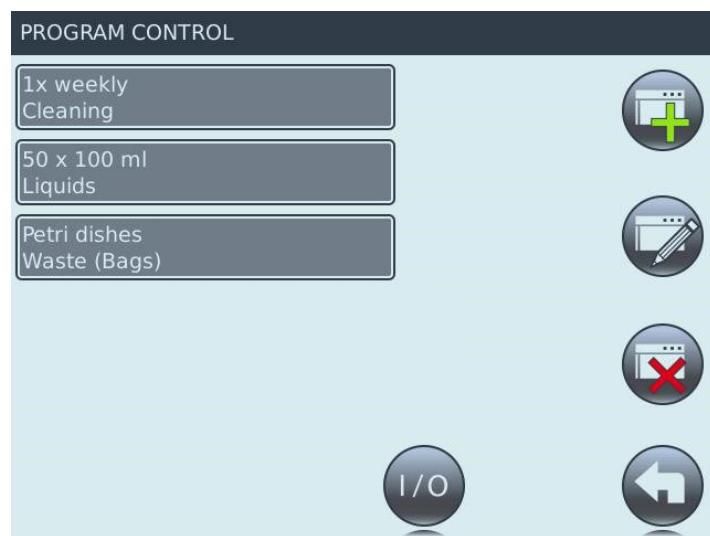 PROGRAM CONTROL
1x weekly
Cleaning
50 x 100 ml
Liquids
Petri dishes
Waste (Bags)
I/O